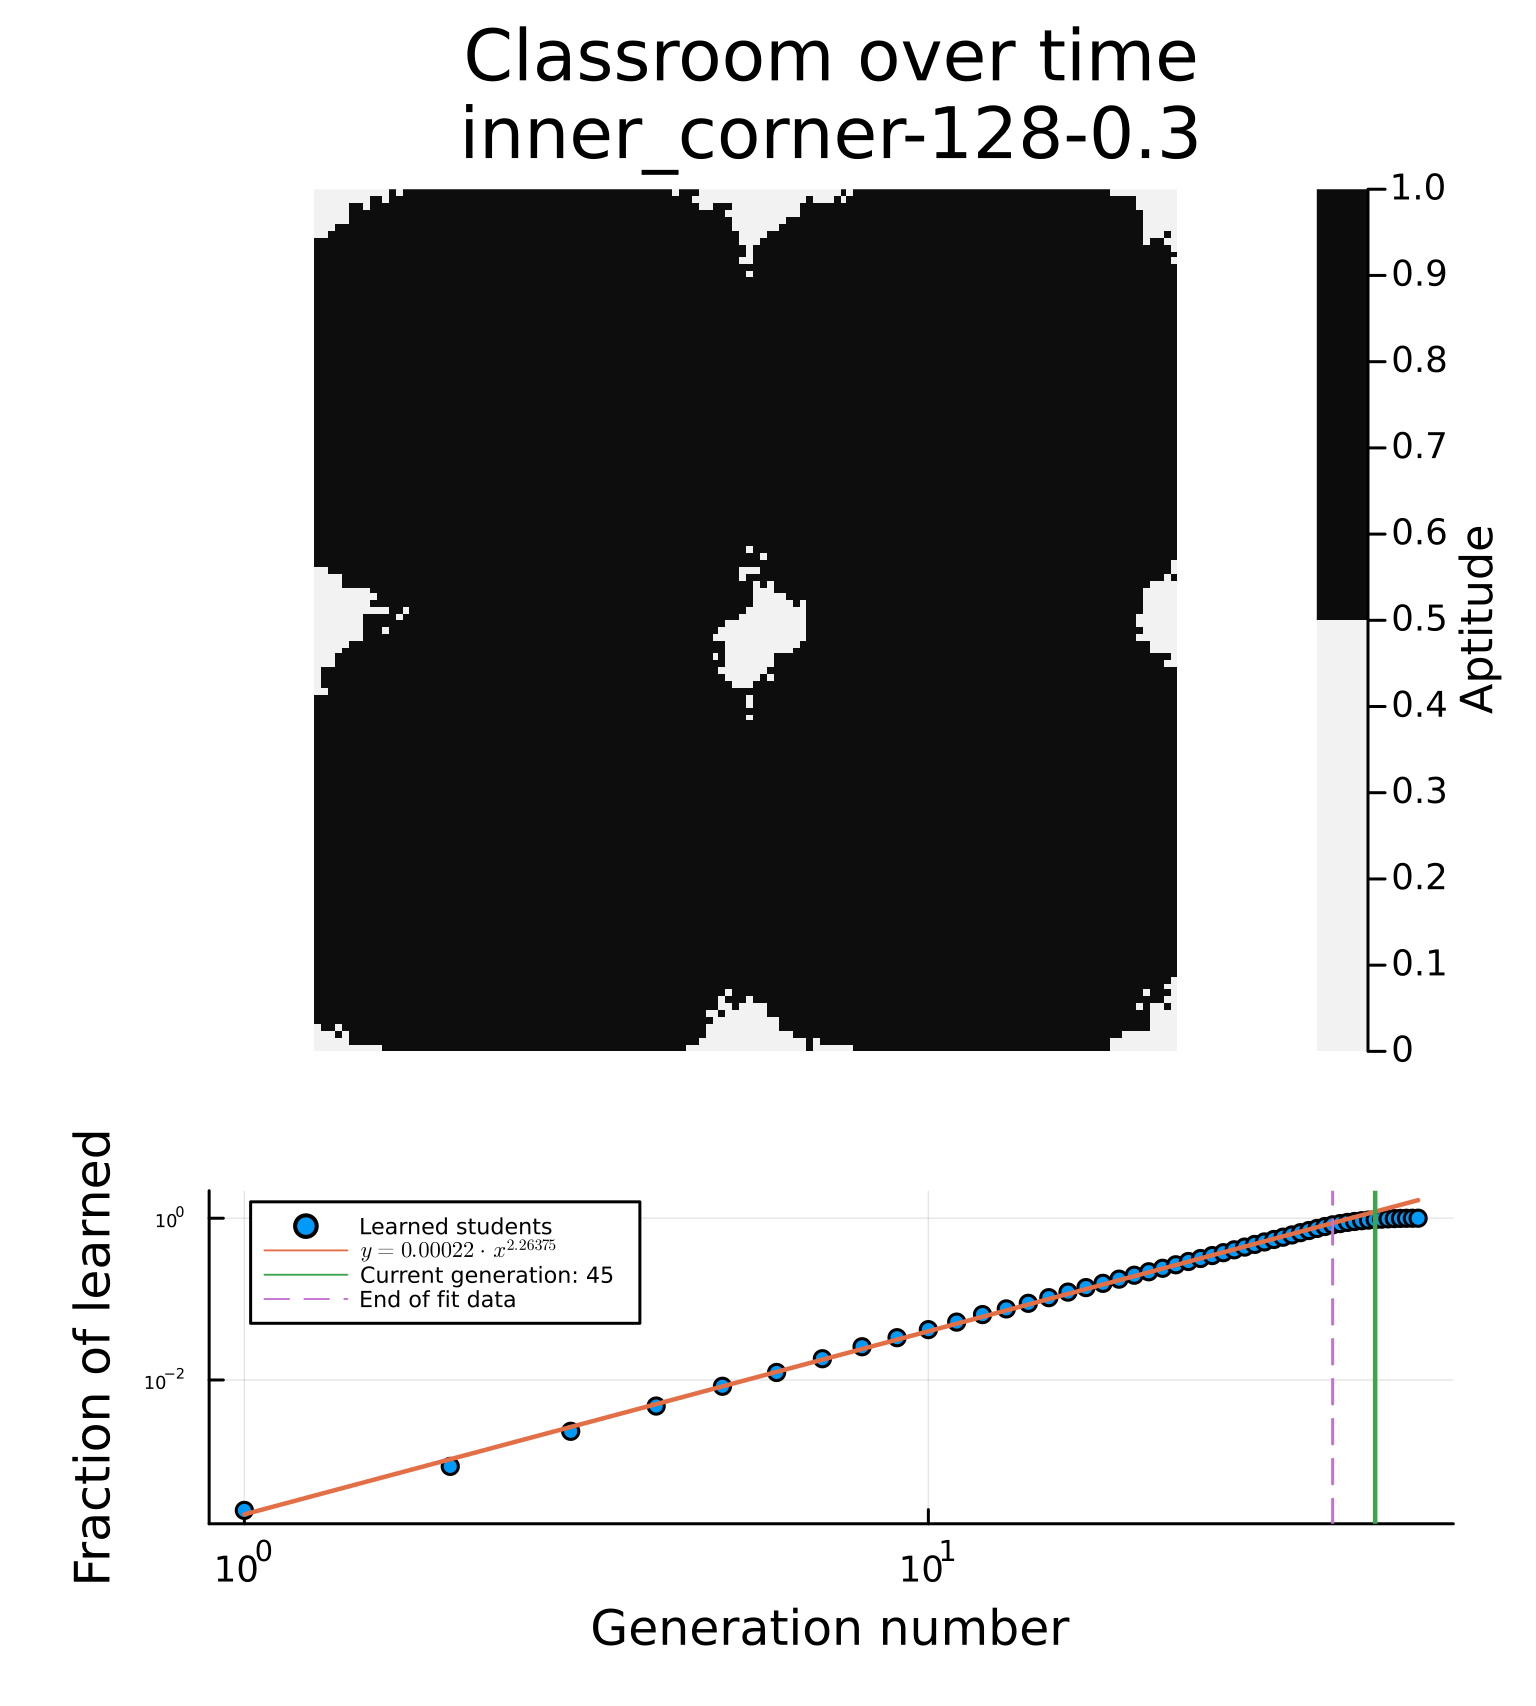 Classroom over time
inner_corner-128-0.3
1.0
0.9
0.8
0.7
0.6
0.5
0.4
0.3
0.2
0.1
0
Aptitude
Fraction of learned
10⁰
10⁻²
Learned students
y = 0.00022 · x^2.26375
Current generation: 45
End of fit data
10⁰
10¹
Generation number